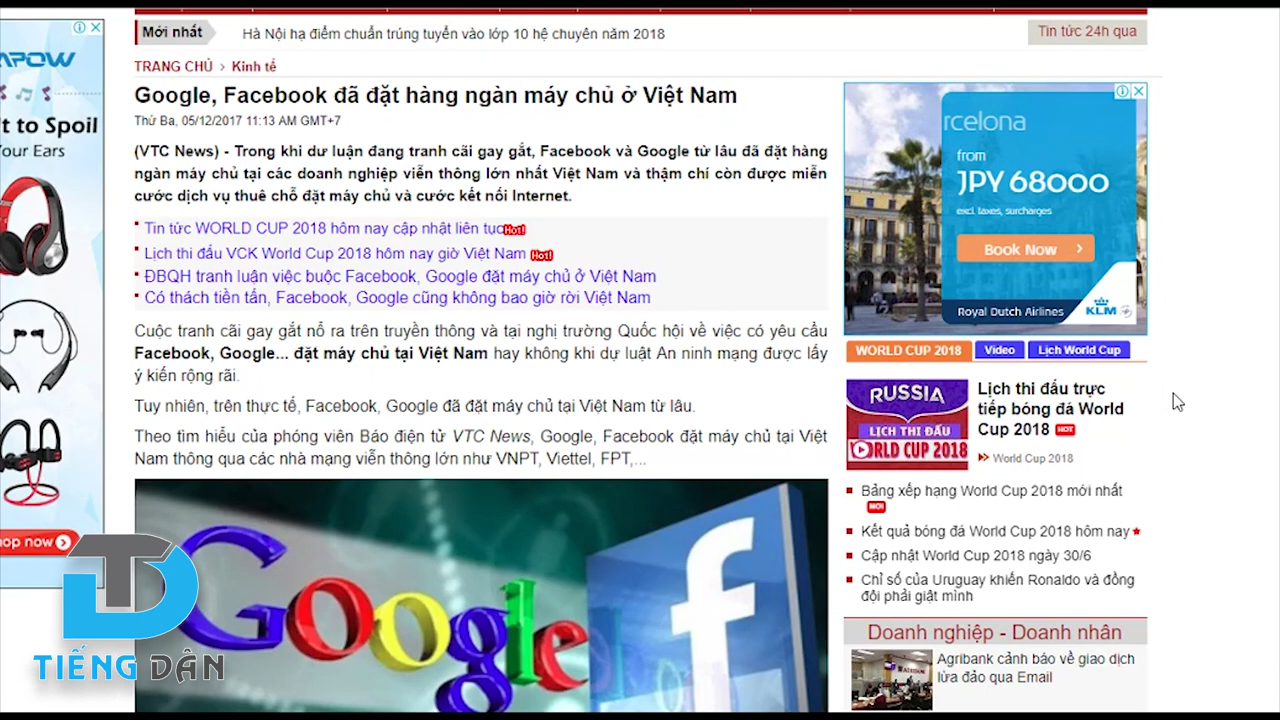 Mới nhất
Hà Nội hạ điểm chuẩn trúng tuyển vào lớp 10 hệ chuyên năm 2018
Tin tức 24h qua
TRANG CHỦ › Kinh tế
Google, Facebook đã đặt hàng ngàn máy chủ ở Việt Nam
Thứ Ba, 05/12/2017 11:13 AM GMT+7
(VTC News) - Trong khi dư luận đang tranh cãi gay gắt, Facebook và Google từ lâu đã đặt hàng
ngàn máy chủ tại các doanh nghiệp viễn thông lớn nhất Việt Nam và thậm chí còn được miễn
cước dịch vụ thuê chỗ đặt máy chủ và cước kết nối Internet.
Tin tức WORLD CUP 2018 hôm nay cập nhật liên tục Hot!
Lịch thi đấu VCK World Cup 2018 hôm nay giờ Việt Nam Hot!
ĐBQH tranh luận việc buộc Facebook, Google đặt máy chủ ở Việt Nam
Có thách tiền tấn, Facebook, Google cũng không bao giờ rời Việt Nam
Cuộc tranh cãi gay gắt nổ ra trên truyền thông và tại nghị trường Quốc hội về việc có yêu cầu
Facebook, Google... đặt máy chủ tại Việt Nam hay không khi dự luật An ninh mạng được lấy
ý kiến rộng rãi.
Tuy nhiên, trên thực tế, Facebook, Google đã đặt máy chủ tại Việt Nam từ lâu.
Theo tìm hiểu của phóng viên Báo điện tử VTC News, Google, Facebook đặt máy chủ tại Việt
Nam thông qua các nhà mạng viễn thông lớn như VNPT, Viettel, FPT,...
Google
f
APOW
t to Spoil
our Ears
hop now
TD
TIẾNG DÂN
rcelona
from
JPY 68000
excl. taxes, surcharges
Book Now
Royal Dutch Airlines
KLM
WORLD CUP 2018
Video
Lịch World Cup
RUSSIA
LỊCH THI ĐẤU
WORLD CUP 2018
Lịch thi đấu trực
tiếp bóng đá World
Cup 2018 HOT
World Cup 2018
Bảng xếp hạng World Cup 2018 mới nhất
MỚI
Kết quả bóng đá World Cup 2018 hôm nay
Cập nhật World Cup 2018 ngày 30/6
Chỉ số của Uruguay khiến Ronaldo và đồng
đội phải giật mình
Doanh nghiệp - Doanh nhân
Agribank cảnh báo về giao dịch
lừa đảo qua Email